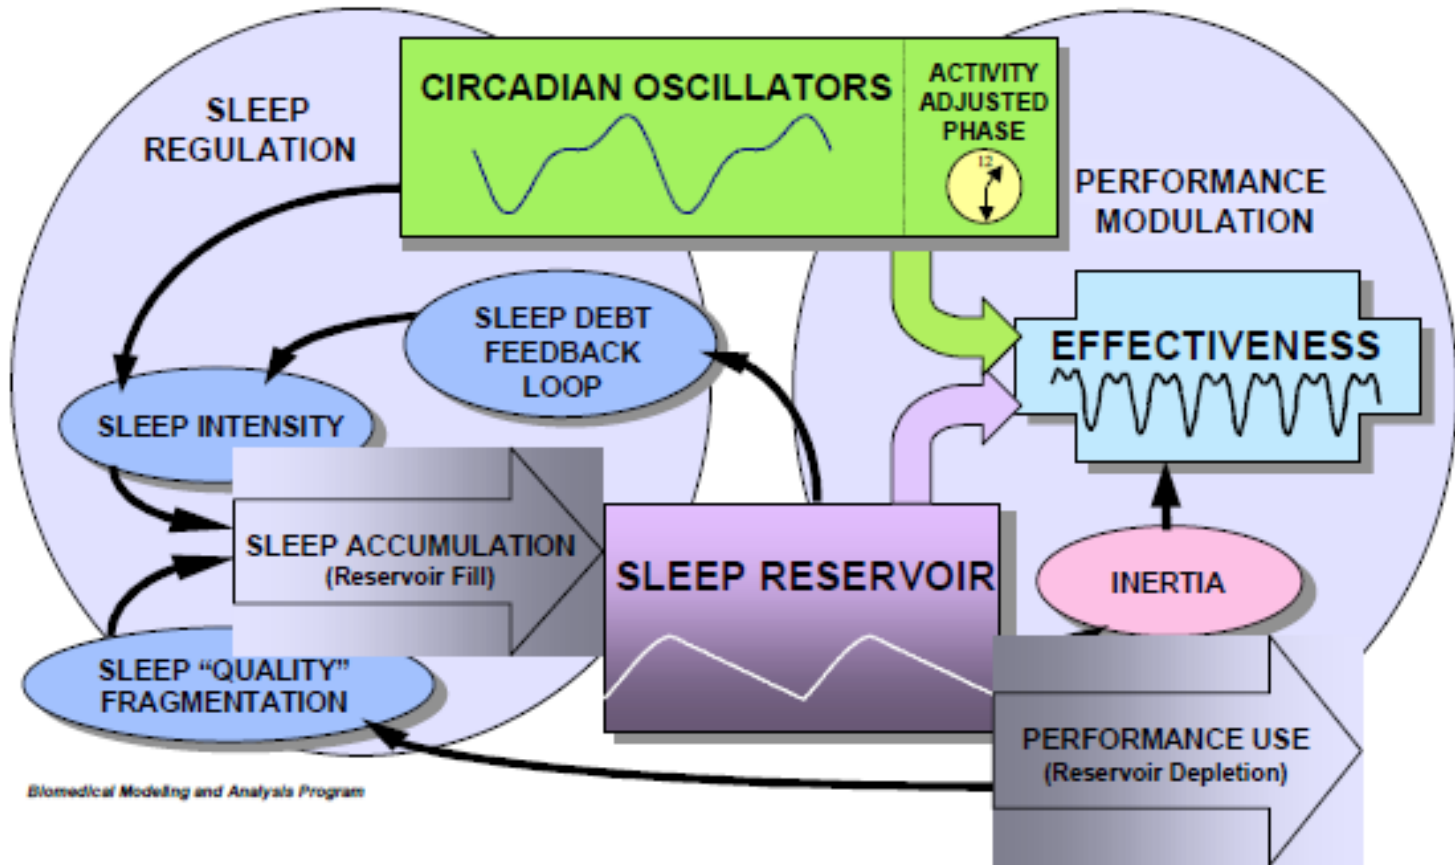 SLEEP
REGULATION
CIRCADIAN OSCILLATORS
ACTIVITY
ADJUSTED
PHASE
12
PERFORMANCE
MODULATION
SLEEP DEBT
FEEDBACK
LOOP
EFFECTIVENESS
SLEEP INTENSITY
SLEEP ACCUMULATION
(Reservoir Fill)
SLEEP RESERVOIR
INERTIA
SLEEP “QUALITY”
FRAGMENTATION
PERFORMANCE USE
(Reservoir Depletion)
Biomedical Modeling and Analysis Program